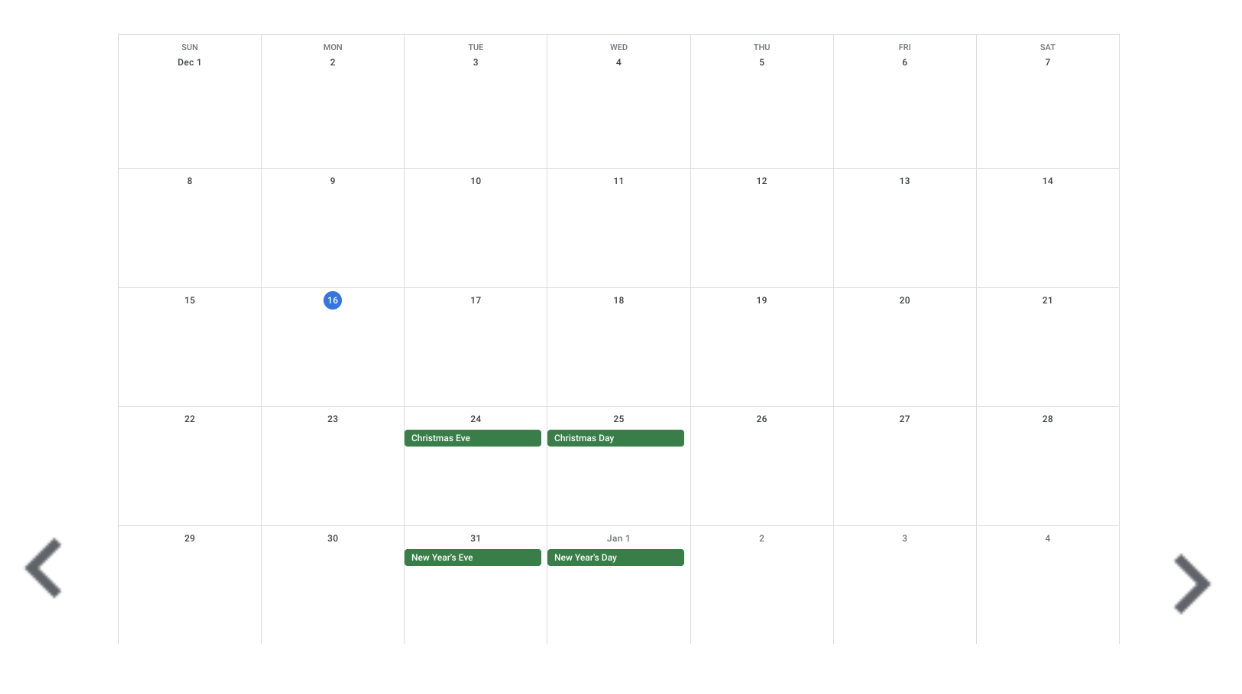 SUN MON TUE WED THU FRI SAT
Dec 1 2 3 4 5 6 7
8 9 10 11 12 13 14
15 16 17 18 19 20 21
22 23 24 25 26 27 28
Christmas Eve Christmas Day
29 30 31 Jan 1 2 3 4
New Year's Eve New Year's Day